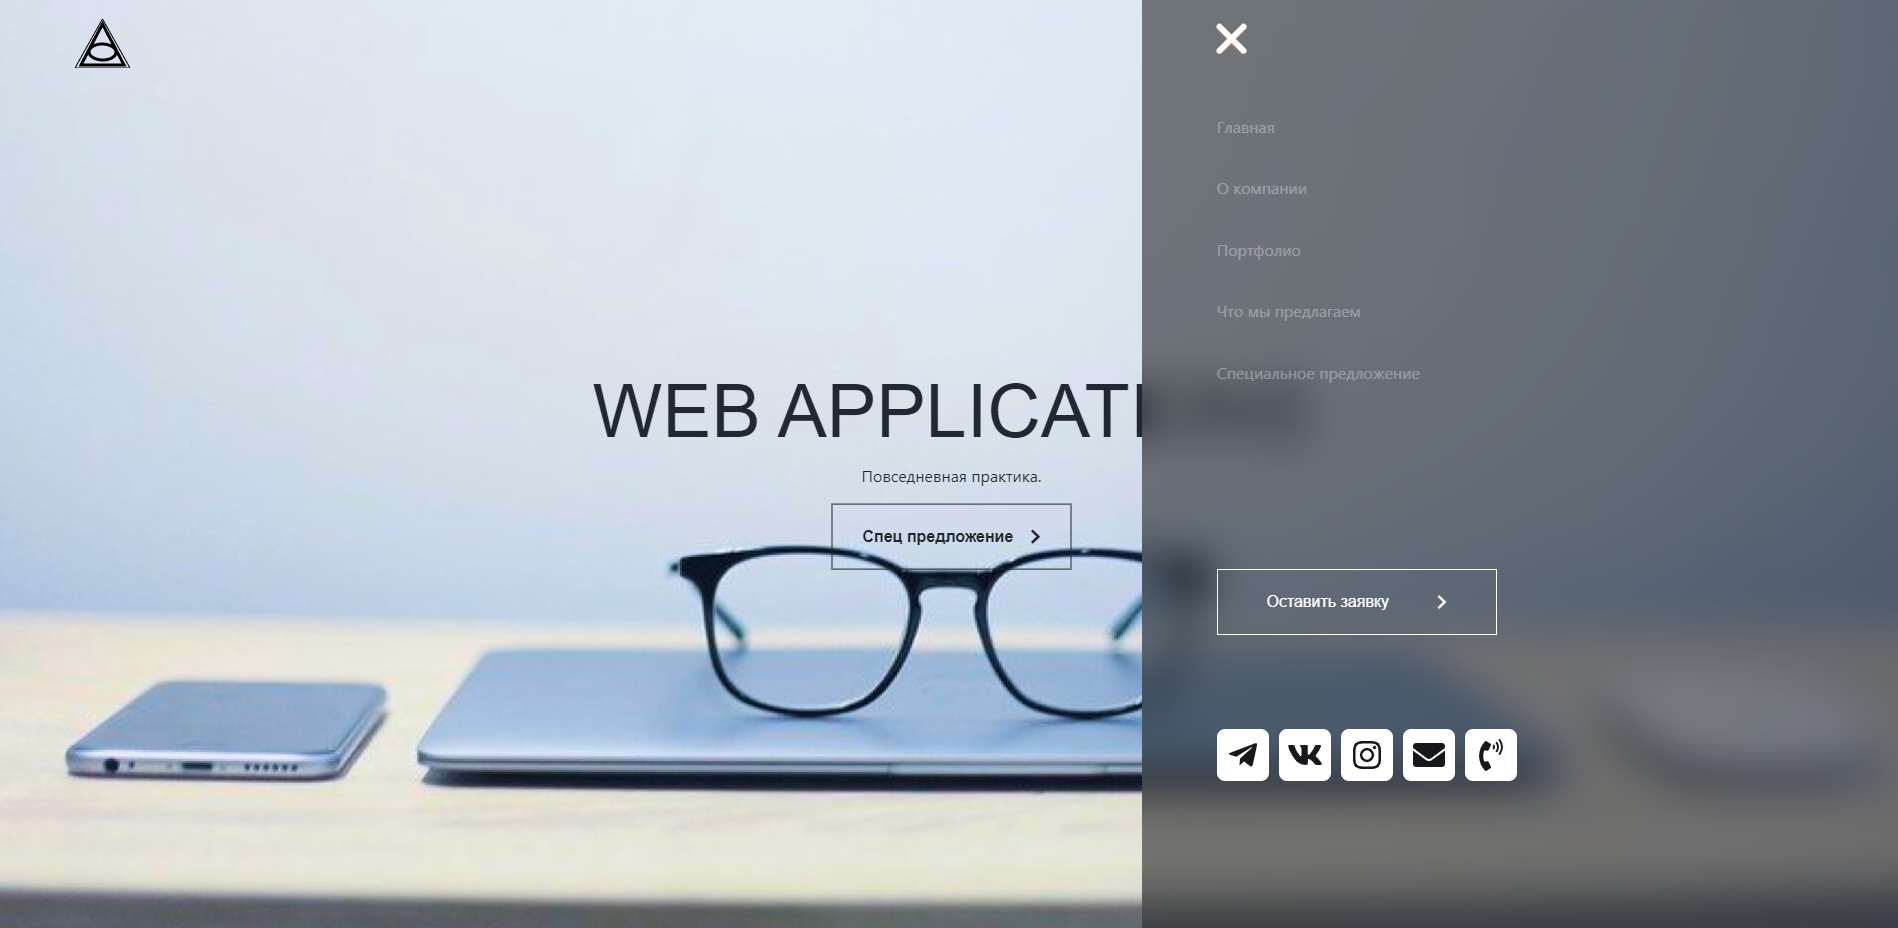 WEB APPLICATI
Повседневная практика.
Спец предложение
Главная
О компании
Портфолио
Что мы предлагаем
Специальное предложение
Оставить заявку